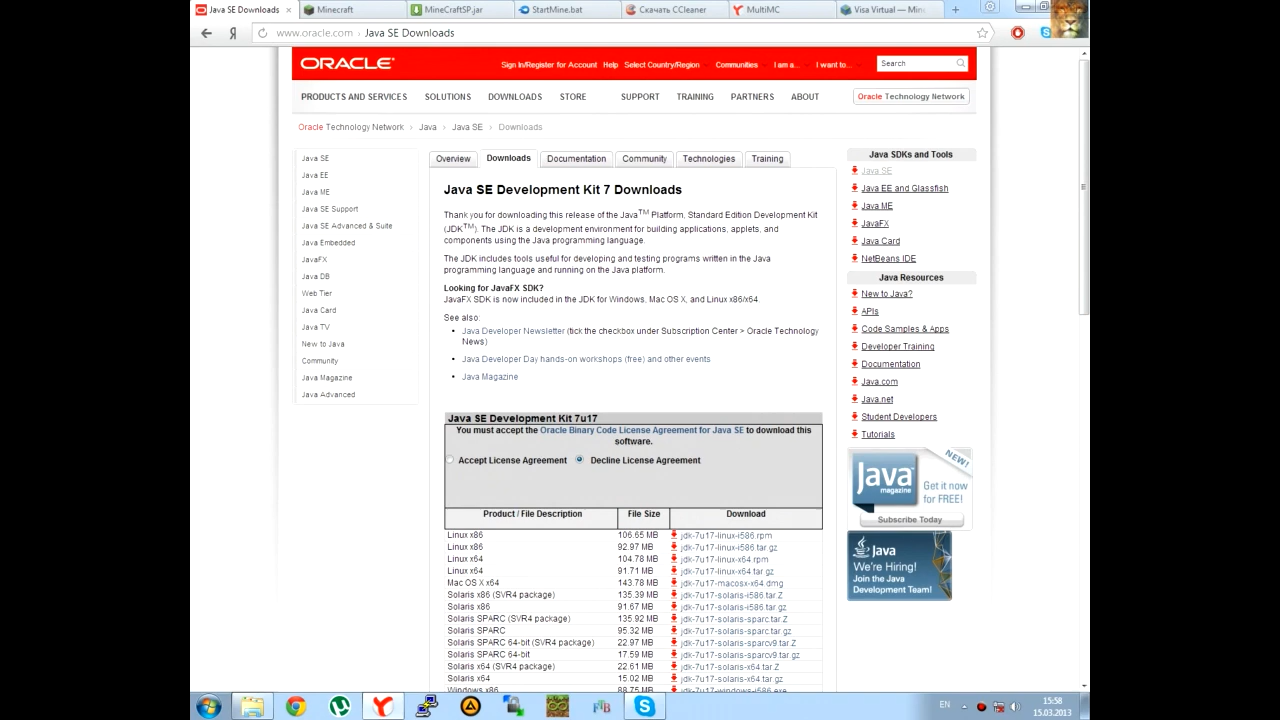 Java SE Downloads
Minecraft
MineCraftSP.jar
StartMine.bat
Скачать CCleaner
MultiMC
Visa Virtual — Мин
www.oracle.com › Java SE Downloads
ORACLE
Sign In/Register for Account Help Select Country/Region Communities I am a... I want to... Search
PRODUCTS AND SERVICES SOLUTIONS DOWNLOADS STORE SUPPORT TRAINING PARTNERS ABOUT Oracle Technology Network
Oracle Technology Network › Java › Java SE › Downloads
Java SE
Java EE
Java ME
Java SE Support
Java SE Advanced & Suite
Java Embedded
JavaFX
Java DB
Web Tier
Java Card
Java TV
New to Java
Community
Java Magazine
Java Advanced
Overview Downloads Documentation Community Technologies Training
Java SE Development Kit 7 Downloads
Thank you for downloading this release of the Java™ Platform, Standard Edition Development Kit
(JDK™). The JDK is a development environment for building applications, applets, and
components using the Java programming language.
The JDK includes tools useful for developing and testing programs written in the Java
programming language and running on the Java platform.
Looking for JavaFX SDK?
JavaFX SDK is now included in the JDK for Windows, Mac OS X, and Linux x86/x64.
See also:
• Java Developer Newsletter (tick the checkbox under Subscription Center > Oracle Technology
News)
• Java Developer Day hands-on workshops (free) and other events
• Java Magazine
Java SE Development Kit 7u17
You must accept the Oracle Binary Code License Agreement for Java SE to download this
software.
Accept License Agreement Decline License Agreement
Product / File Description File Size Download
Linux x86 106.65 MB jdk-7u17-linux-i586.rpm
Linux x86 92.97 MB jdk-7u17-linux-i586.tar.gz
Linux x64 104.78 MB jdk-7u17-linux-x64.rpm
Linux x64 91.71 MB jdk-7u17-linux-x64.tar.gz
Mac OS X x64 143.78 MB jdk-7u17-macosx-x64.dmg
Solaris x86 (SVR4 package) 135.39 MB jdk-7u17-solaris-i586.tar.Z
Solaris x86 91.67 MB jdk-7u17-solaris-i586.tar.gz
Solaris SPARC (SVR4 package) 135.92 MB jdk-7u17-solaris-sparc.tar.Z
Solaris SPARC 95.32 MB jdk-7u17-solaris-sparc.tar.gz
Solaris SPARC 64-bit (SVR4 package) 22.97 MB jdk-7u17-solaris-sparcv9.tar.Z
Solaris SPARC 64-bit 17.59 MB jdk-7u17-solaris-sparcv9.tar.gz
Solaris x64 (SVR4 package) 22.61 MB jdk-7u17-solaris-x64.tar.Z
Solaris x64 15.02 MB jdk-7u17-solaris-x64.tar.gz
Windows x86 88.75 MB jdk-7u17-windows-i586.exe
Java SDKs and Tools
Java SE
Java EE and Glassfish
Java ME
JavaFX
Java Card
NetBeans IDE
Java Resources
New to Java?
APIs
Code Samples & Apps
Developer Training
Documentation
Java.com
Java.net
Student Developers
Tutorials
NEW!
Java
magazine
Get it now
for FREE!
Subscribe Today
Java
We're Hiring!
Join the Java
Development Team!
FTB
EN
15:58
15.03.2013